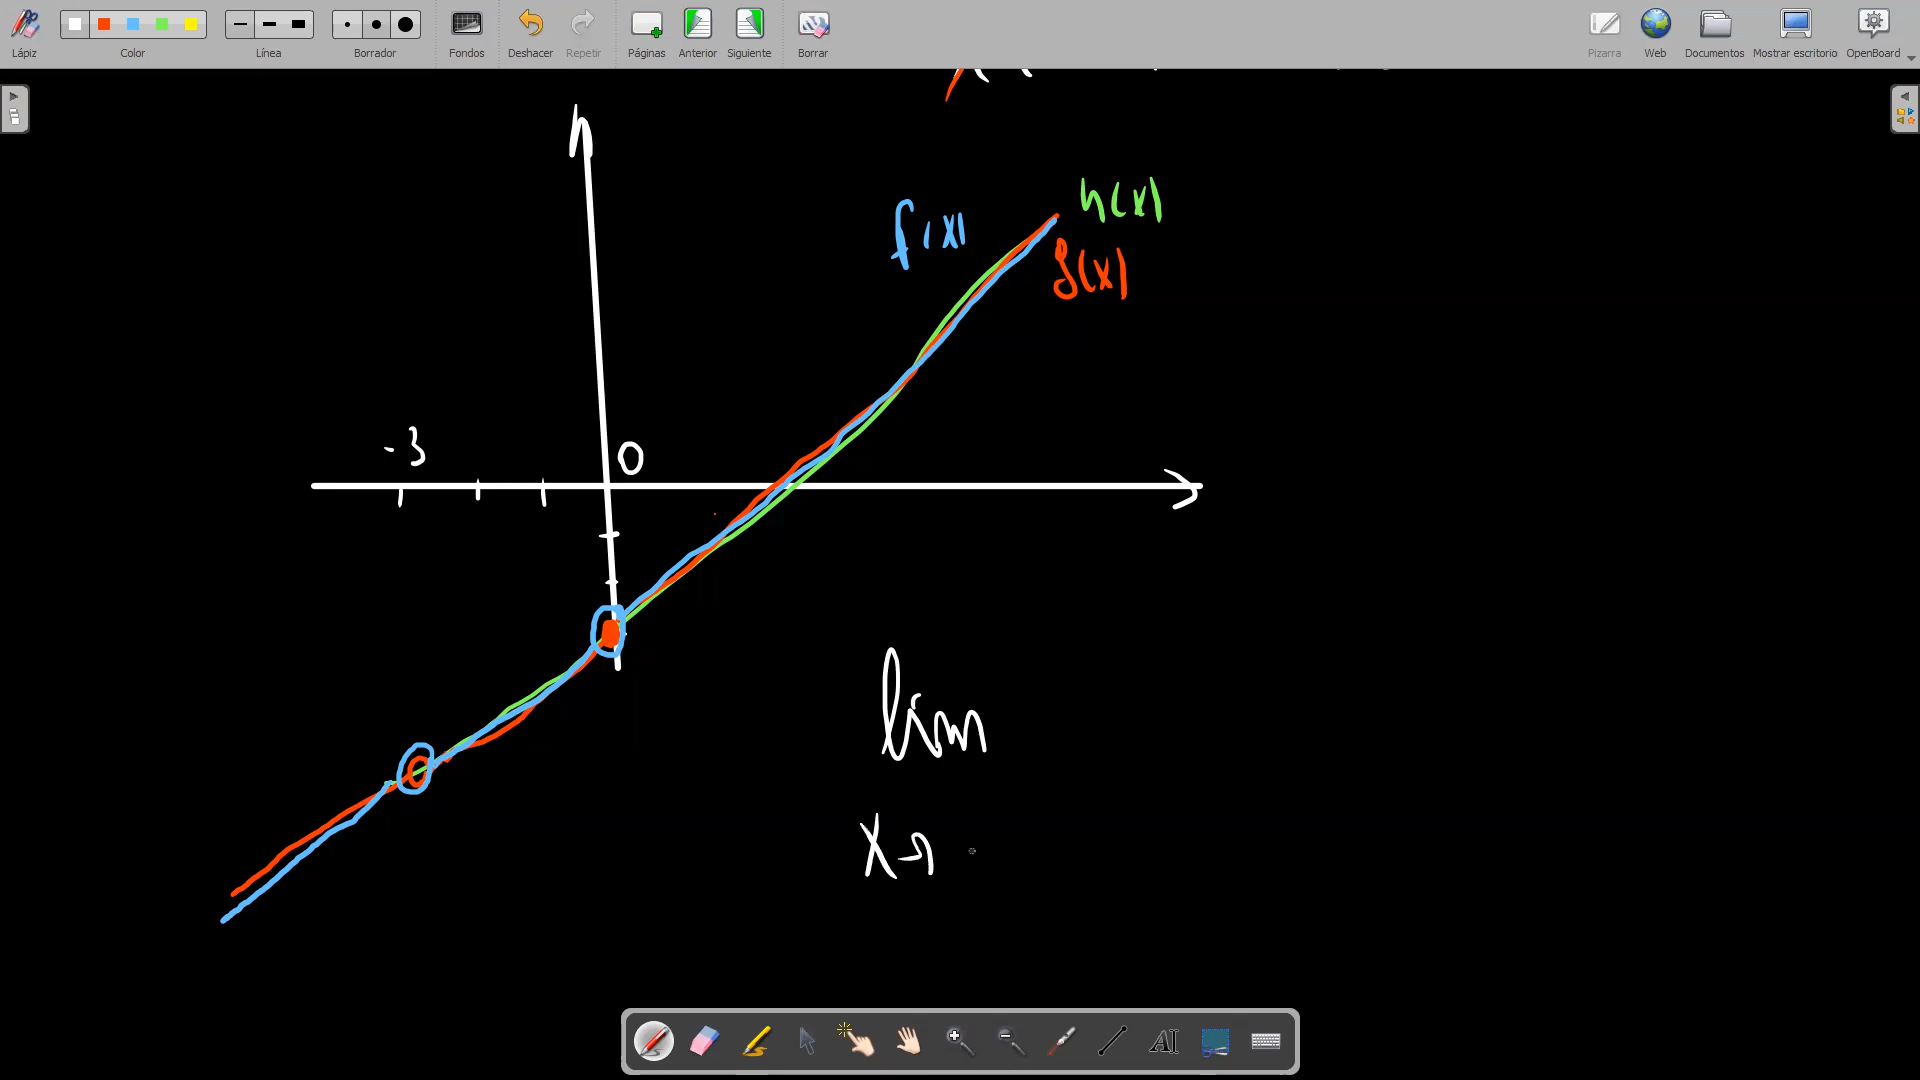 Lápiz Color Línea Borrador Fondos Deshacer Repetir Páginas Anterior Siguiente Borrar Pizarra Web Documentos Mostrar escritorio OpenBoard
h(x)
f(x)
g(x)
-3
0
lim
x→